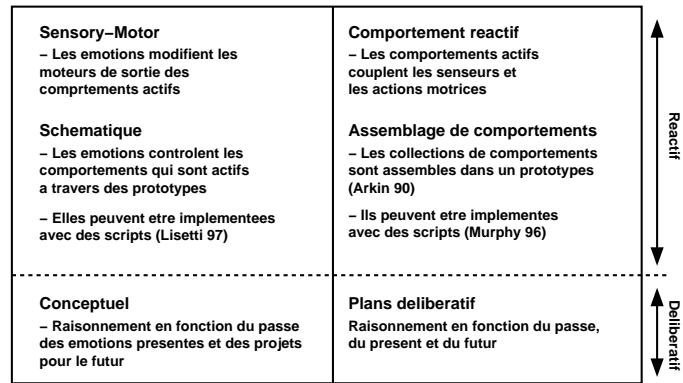 Sensory–Motor
– Les emotions modifient les
moteurs de sortie des
comprtements actifs
Schematique
– Les emotions controlent les
comportements qui sont actifs
a travers des prototypes
– Elles peuvent etre implementees
avec des scripts (Lisetti 97)
Conceptuel
– Raisonnement en fonction du passe
des emotions presentes et des projets
pour le futur
Comportement reactif
– Les comportements actifs
couplent les senseurs et
les actions motrices
Assemblage de comportements
– Les collections de comportements
sont assembles dans un prototypes
(Arkin 90)
– Ils peuvent etre implementes
avec des scripts (Murphy 96)
Plans deliberatif
Raisonnement en fonction du passe,
du present et du futur
Reactif
Deliberatif